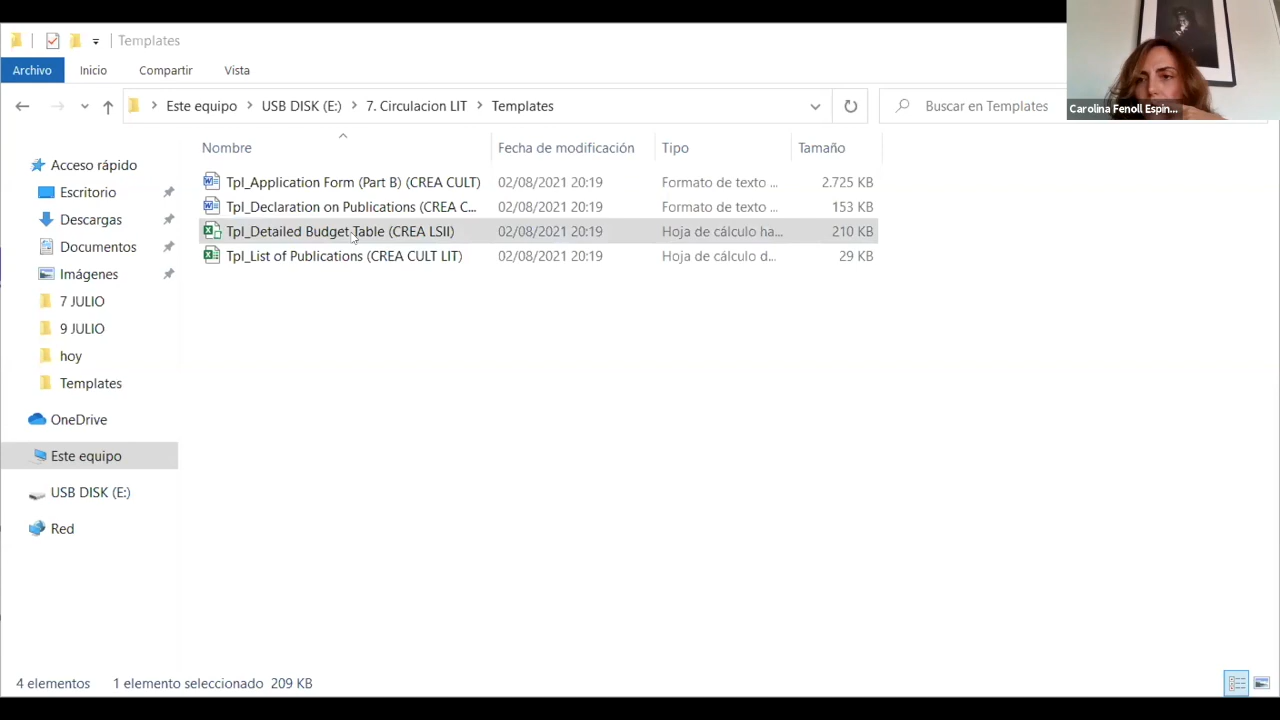 Templates
Archivo Inicio Compartir Vista
Este equipo USB DISK (E:) 7. Circulacion LIT Templates
Buscar en Templates
Carolina Fenoll Espin...
Nombre Fecha de modificación Tipo Tamaño
Tpl_Application Form (Part B) (CREA CULT) 02/08/2021 20:19 Formato de texto ... 2.725 KB
Tpl_Declaration on Publications (CREA C... 02/08/2021 20:19 Formato de texto ... 153 KB
Tpl_Detailed Budget Table (CREA LSII) 02/08/2021 20:19 Hoja de cálculo ha... 210 KB
Tpl_List of Publications (CREA CULT LIT) 02/08/2021 20:19 Hoja de cálculo d... 29 KB
Acceso rápido
Escritorio
Descargas
Documentos
Imágenes
7 JULIO
9 JULIO
hoy
Templates
OneDrive
Este equipo
USB DISK (E:)
Red
4 elementos 1 elemento seleccionado 209 KB